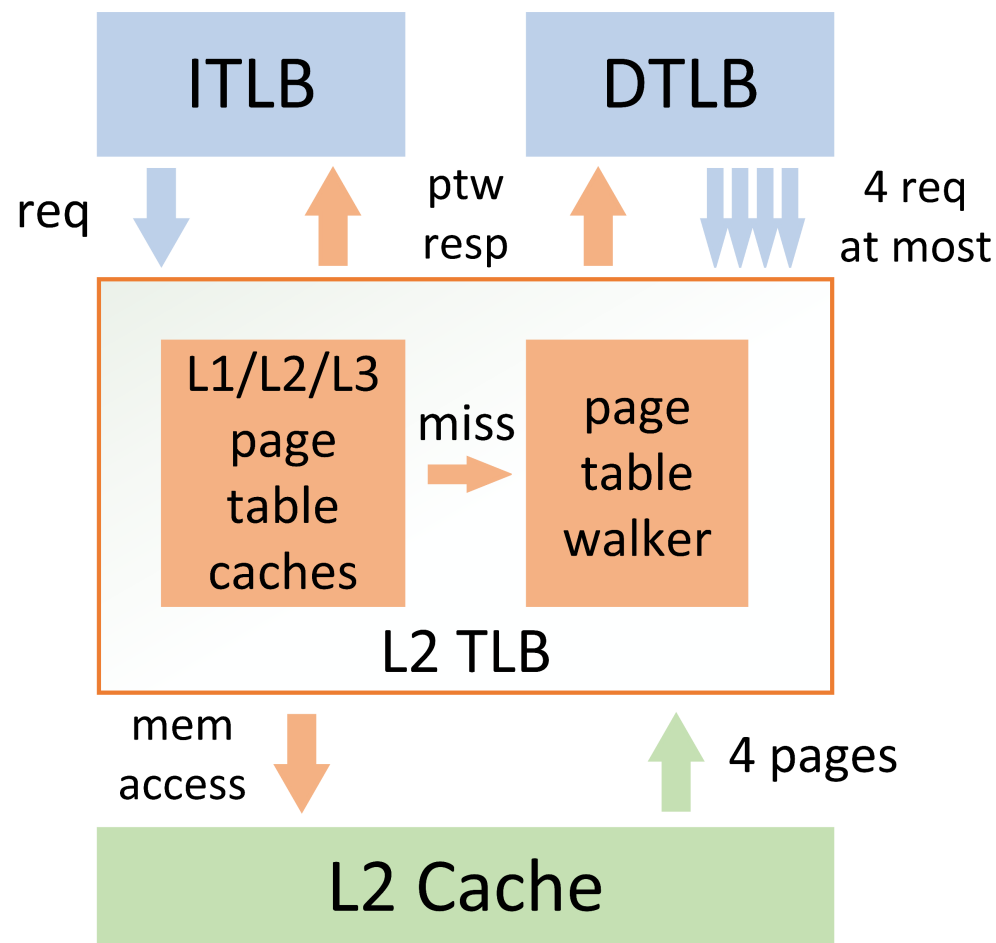 ITLB
DTLB
req
ptw
resp
4 req
at most
L1/L2/L3
page
table
caches
miss
page
table
walker
L2 TLB
mem
access
4 pages
L2 Cache